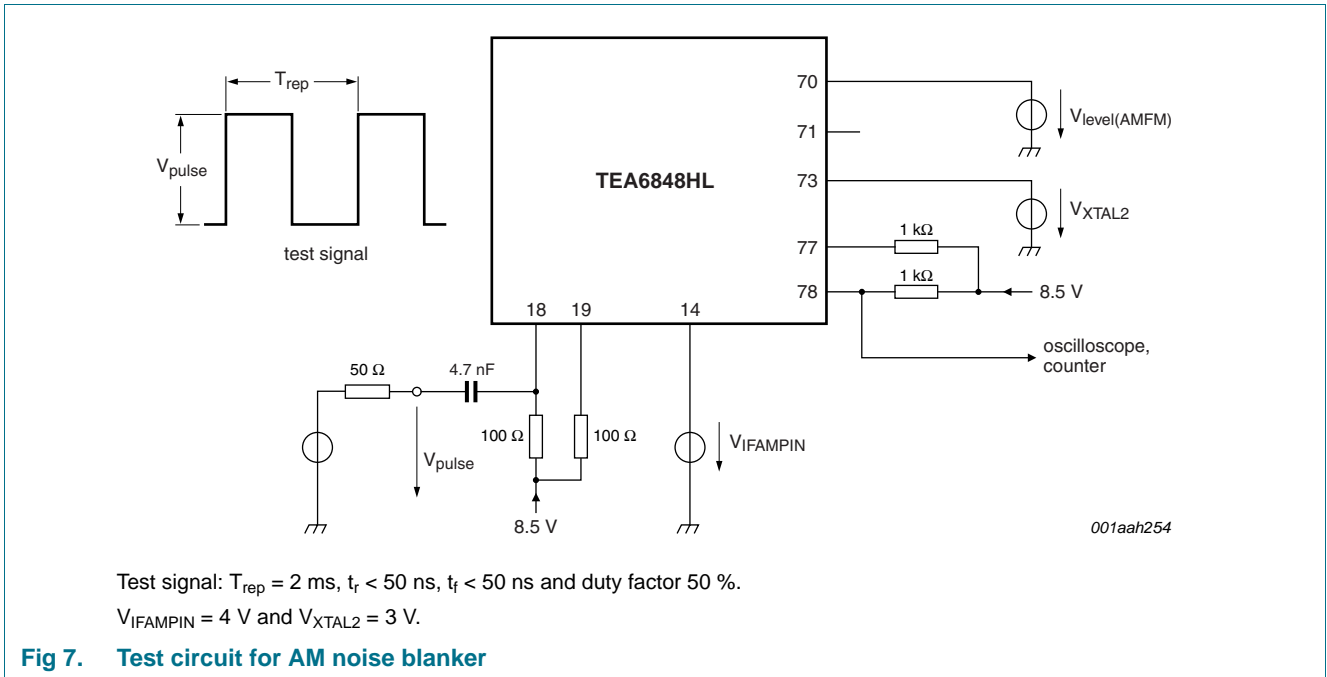 Trep
Vpulse
test signal
TEA6848HL
70
71
73
77
78
18 19 14
Vlevel(AMFM)
VXTAL2
1 kΩ
1 kΩ
8.5 V
oscilloscope,
counter
50 Ω
4.7 nF
Vpulse
100 Ω
100 Ω
8.5 V
VIFAMPIN
001aah254
Test signal: Trep = 2 ms, tr < 50 ns, tf < 50 ns and duty factor 50 %.
VIFAMPIN = 4 V and VXTAL2 = 3 V.
Fig 7. Test circuit for AM noise blanker